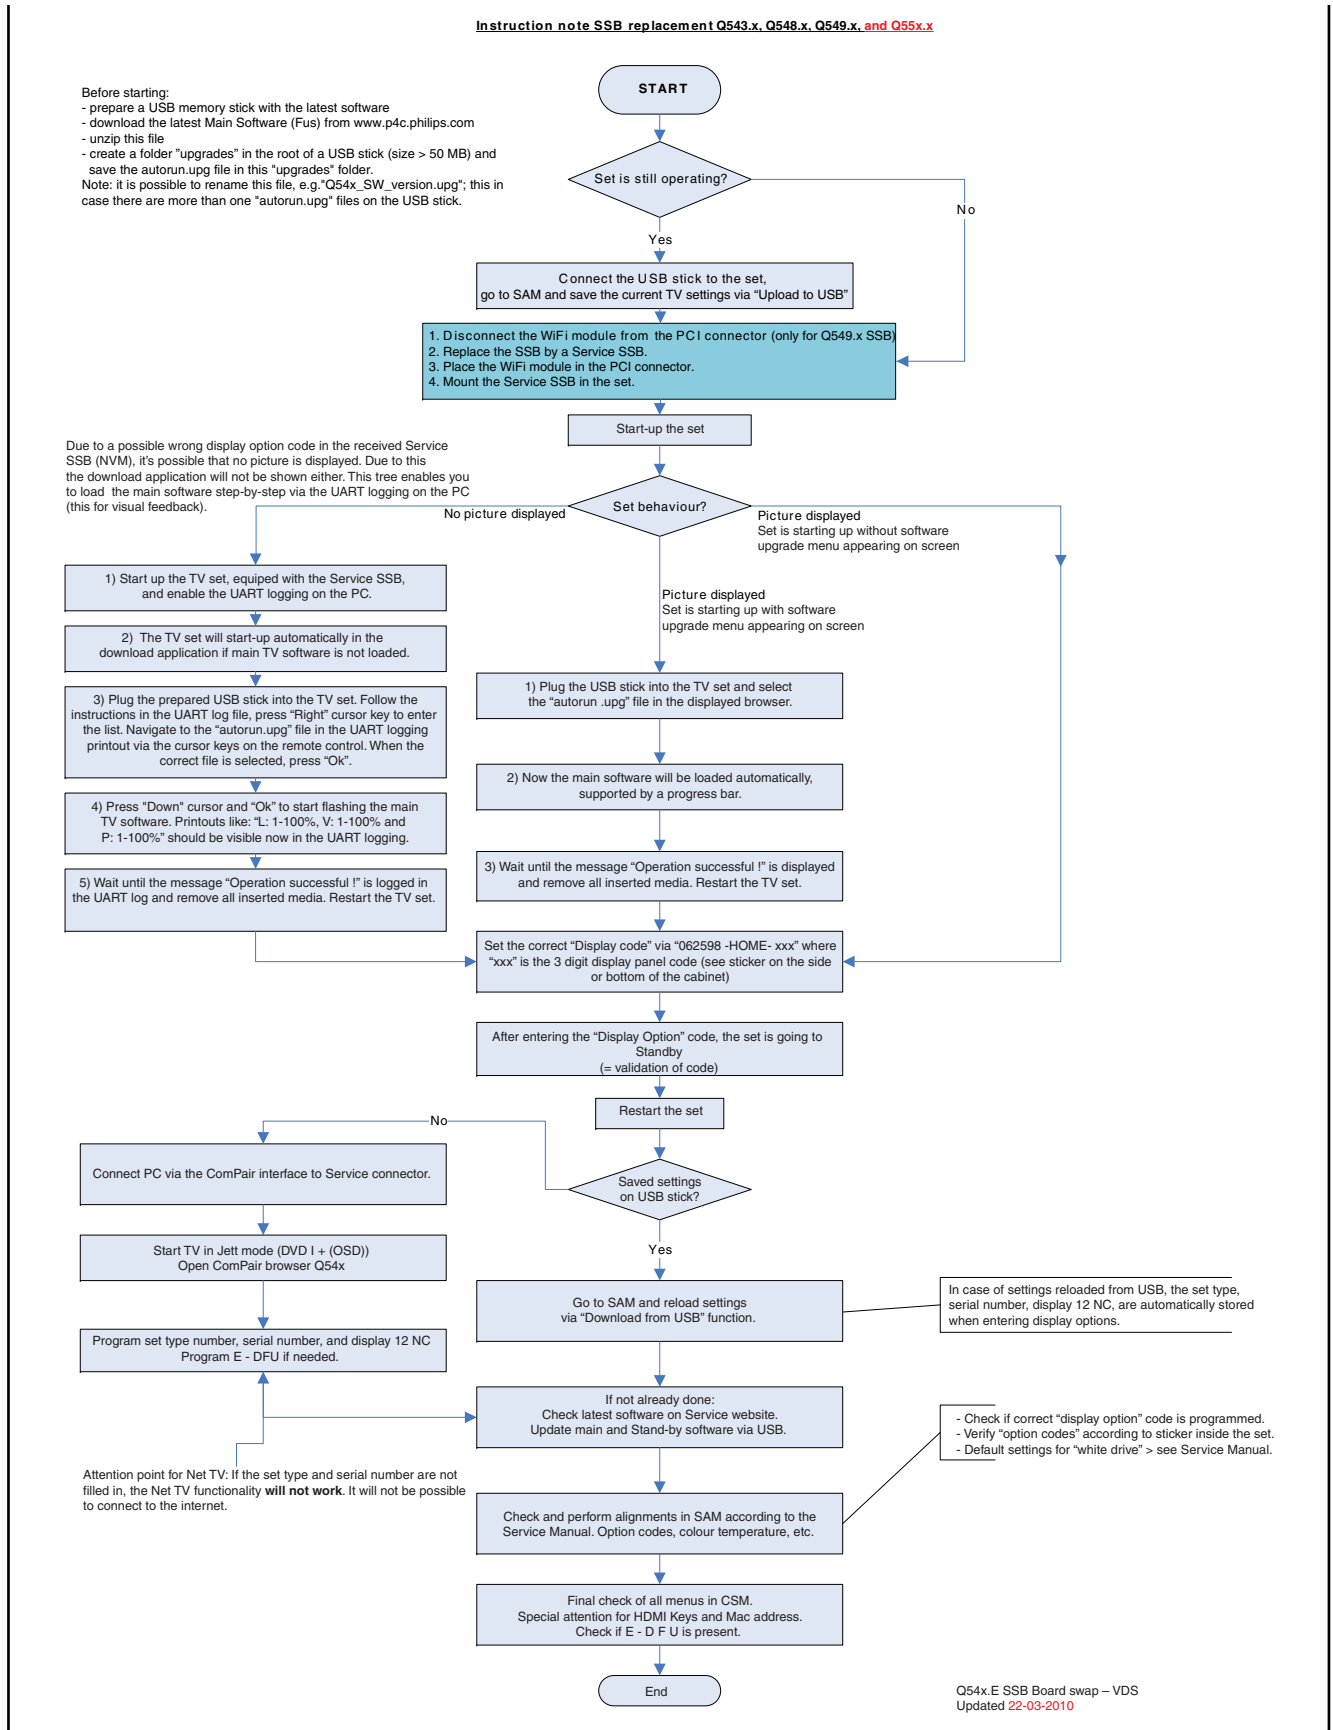 Instruction note SSB replacement Q543.x, Q548.x, Q549.x, and Q55x.x
Before starting:
- prepare a USB memory stick with the latest software
- download the latest Main Software (Fus) from www.p4c.philips.com
- unzip this file
- create a folder ”upgrades” in the root of a USB stick (size > 50 MB) and
save the autorun.upg file in this "upgrades" folder.
Note: it is possible to rename this file, e.g."Q54x_SW_version.upg"; this in
case there are more than one "autorun.upg" files on the USB stick.
START
Set is still operating?
No
Yes
Connect the USB stick to the set,
go to SAM and save the current TV settings via “Upload to USB”
1. Disconnect the WiFi module from the PCI connector (only for Q549.x SSB)
2. Replace the SSB by a Service SSB.
3. Place the WiFi module in the PCI connector.
4. Mount the Service SSB in the set.
Start-up the set
Due to a possible wrong display option code in the received Service
SSB (NVM), it’s possible that no picture is displayed. Due to this
the download application will not be shown either. This tree enables you
to load the main software step-by-step via the UART logging on the PC
(this for visual feedback).
Set behaviour?
No picture displayed
Picture displayed
Set is starting up without software
upgrade menu appearing on screen
Picture displayed
Set is starting up with software
upgrade menu appearing on screen
1) Start up the TV set, equiped with the Service SSB,
and enable the UART logging on the PC.
2) The TV set will start-up automatically in the
download application if main TV software is not loaded.
3) Plug the prepared USB stick into the TV set. Follow the
instructions in the UART log file, press “Right” cursor key to enter
the list. Navigate to the “autorun.upg” file in the UART logging
printout via the cursor keys on the remote control. When the
correct file is selected, press “Ok”.
4) Press "Down" cursor and “Ok” to start flashing the main
TV software. Printouts like: “L: 1-100%, V: 1-100% and
P: 1-100%” should be visible now in the UART logging.
5) Wait until the message “Operation successful !” is logged in
the UART log and remove all inserted media. Restart the TV set.
1) Plug the USB stick into the TV set and select
the “autorun .upg” file in the displayed browser.
2) Now the main software will be loaded automatically,
supported by a progress bar.
3) Wait until the message “Operation successful !” is displayed
and remove all inserted media. Restart the TV set.
Set the correct “Display code” via “062598 -HOME- xxx” where
“xxx” is the 3 digit display panel code (see sticker on the side
or bottom of the cabinet)
After entering the “Display Option” code, the set is going to
Standby
(= validation of code)
Restart the set
Saved settings
on USB stick?
No
Yes
Connect PC via the ComPair interface to Service connector.
Start TV in Jett mode (DVD I + (OSD))
Open ComPair browser Q54x
Program set type number, serial number, and display 12 NC
Program E - DFU if needed.
Attention point for Net TV: If the set type and serial number are not
filled in, the Net TV functionality will not work. It will not be possible
to connect to the internet.
Go to SAM and reload settings
via “Download from USB” function.
In case of settings reloaded from USB, the set type,
serial number, display 12 NC, are automatically stored
when entering display options.
If not already done:
Check latest software on Service website.
Update main and Stand-by software via USB.
- Check if correct “display option” code is programmed.
- Verify “option codes” according to sticker inside the set.
- Default settings for “white drive” > see Service Manual.
Check and perform alignments in SAM according to the
Service Manual. Option codes, colour temperature, etc.
Final check of all menus in CSM.
Special attention for HDMI Keys and Mac address.
Check if E - D F U is present.
End
Q54x.E SSB Board swap – VDS
Updated 22-03-2010